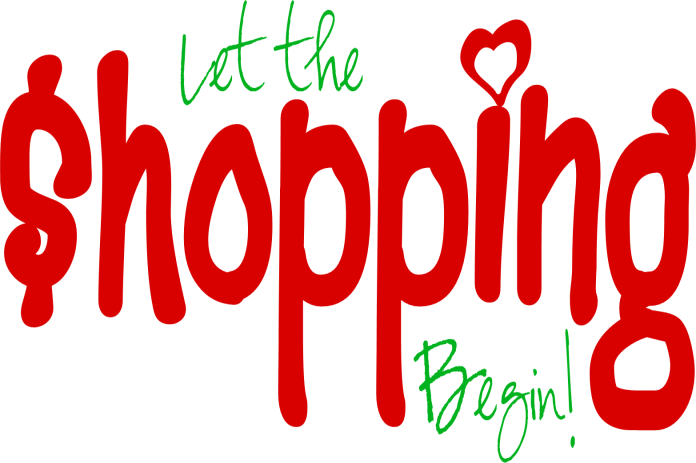 Let the
$hopping
Begin!